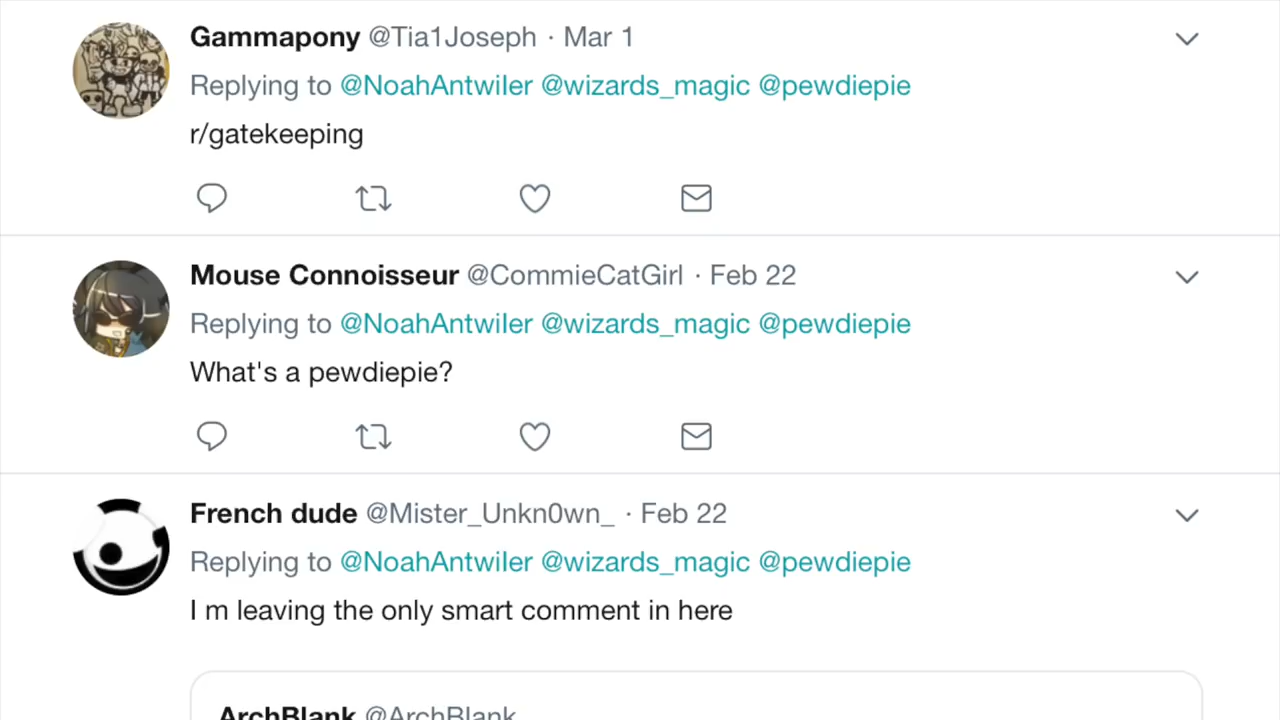 Gammapony @Tia1Joseph · Mar 1
Replying to @NoahAntwiler @wizards_magic @pewdiepie
r/gatekeeping
Mouse Connoisseur @CommieCatGirl · Feb 22
Replying to @NoahAntwiler @wizards_magic @pewdiepie
What's a pewdiepie?
French dude @Mister_Unkn0wn_ · Feb 22
Replying to @NoahAntwiler @wizards_magic @pewdiepie
I m leaving the only smart comment in here
ArchBlank @ArchBlank